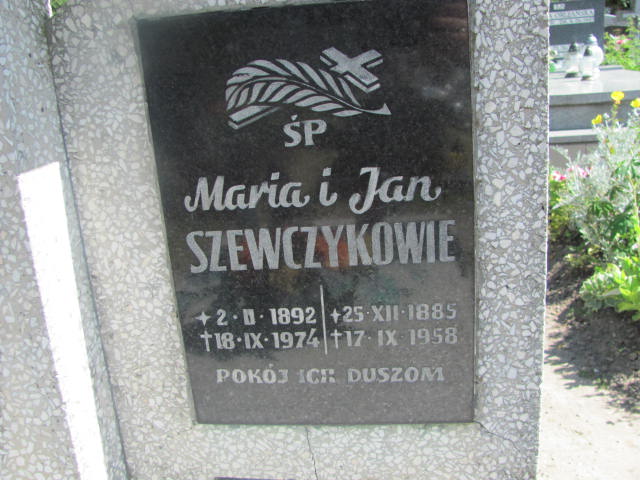 ŚP
Maria i Jan
SZEWCZYKOWIE
2·II·1892 25·XII·1885
†18·IX·1974 †17·IX·1958
POKÓJ ICH DUSZOM